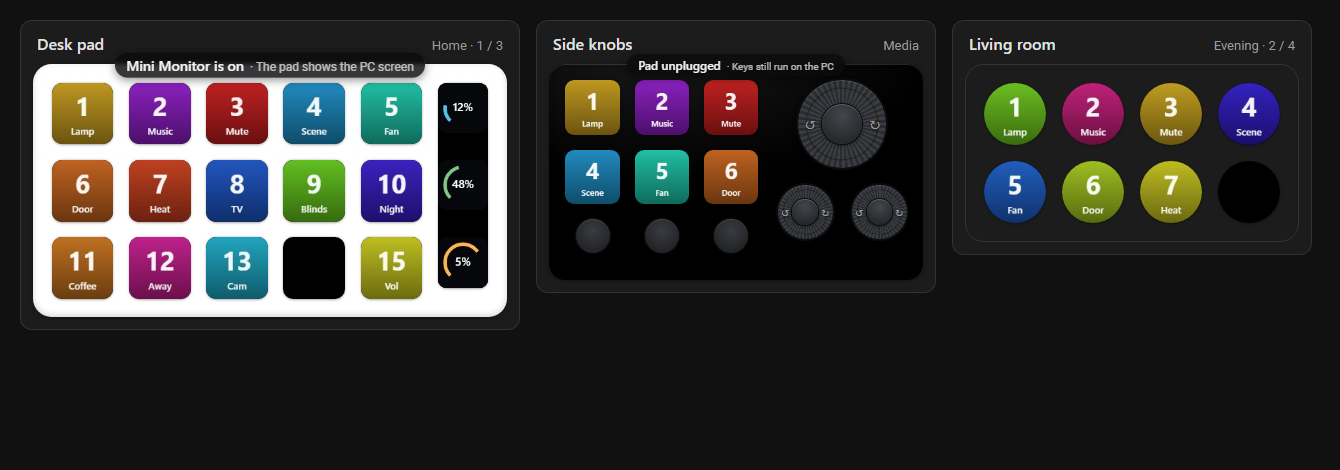 Desk pad
Home · 1 / 3
Mini Monitor is on · The pad shows the PC screen
1
Lamp
2
Music
3
Mute
4
Scene
5
Fan
12%
6
Door
7
Heat
8
TV
9
Blinds
10
Night
48%
11
Coffee
12
Away
13
Cam
15
Vol
5%
Side knobs
Media
Pad unplugged · Keys still run on the PC
1
Lamp
2
Music
3
Mute
4
Scene
5
Fan
6
Door
Living room
Evening · 2 / 4
1
Lamp
2
Music
3
Mute
4
Scene
5
Fan
6
Door
7
Heat